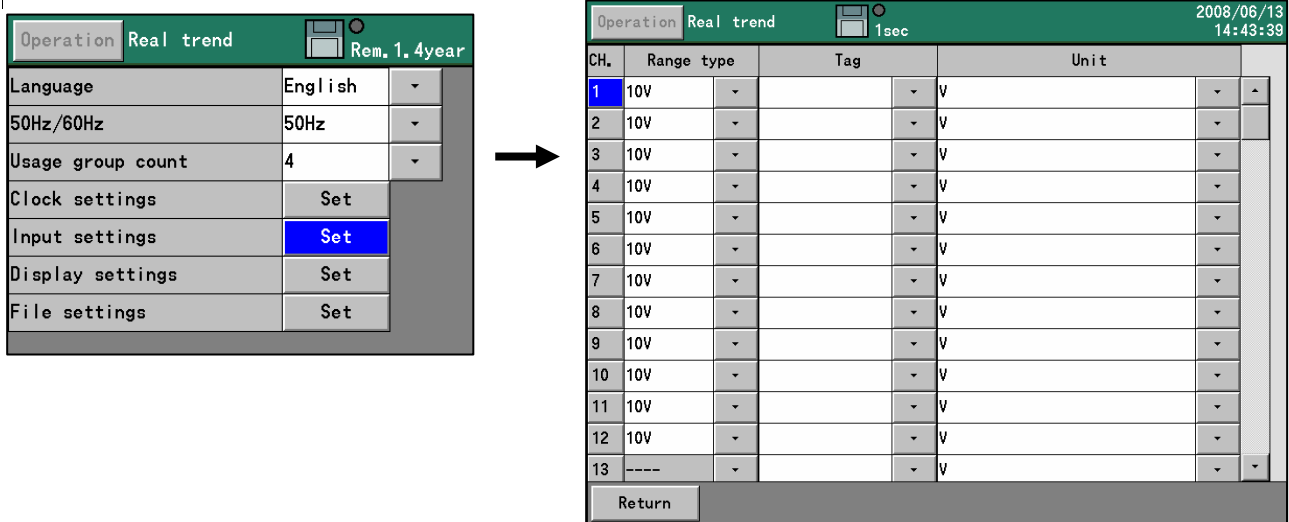 Operation Real trend Rem.1.4year
Language English
50Hz/60Hz 50Hz
Usage group count 4
Clock settings Set
Input settings Set
Display settings Set
File settings Set
Operation Real trend 1sec 2008/06/13
14:43:39
CH. Range type Tag Unit
1 10V V
2 10V V
3 10V V
4 10V V
5 10V V
6 10V V
7 10V V
8 10V V
9 10V V
10 10V V
11 10V V
12 10V V
13 ---- V
Return